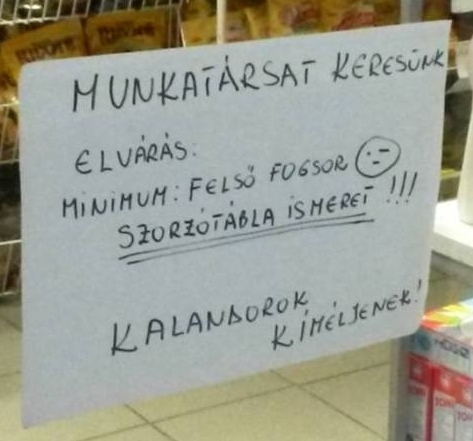 MUNKATÁRSAT KERESÜNK
ELVÁRÁS:
MINIMUM: FELSŐ FOGSOR
SZORZÓTÁBLA ISMERET !!!
KALANDOROK
KÍMÉLJENEK!